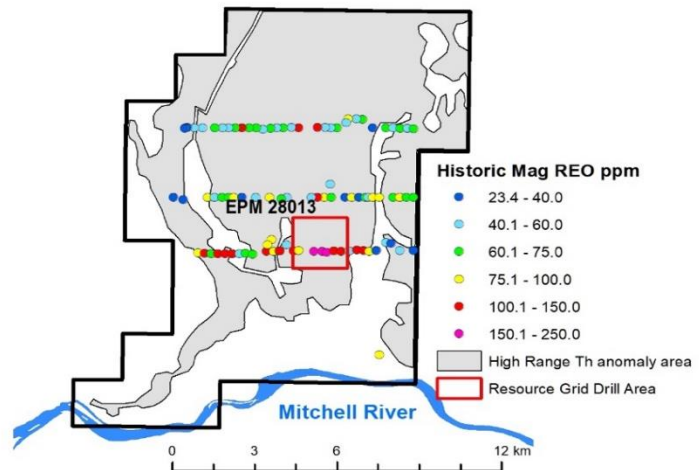 Historic Mag REO ppm
23.4 - 40.0
40.1 - 60.0
EPM 28013
60.1 - 75.0
75.1 - 100.0
100.1 - 150.0
150.1 - 250.0
High Range Th anomaly area
Resource Grid Drill Area
Mitchell River
0 3 6 12 km